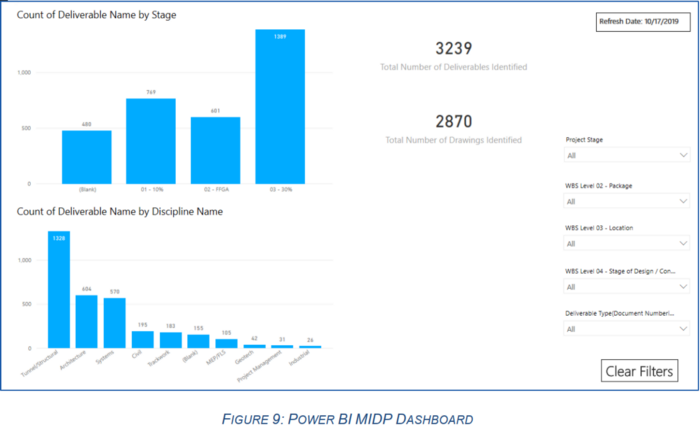 Count of Deliverable Name by Stage
Refresh Date: 10/17/2019
1,000
500
0
480
769
601
1389
(Blank)
01 - 10%
02 - FFGA
03 - 30%
3239
Total Number of Deliverables Identified
2870
Total Number of Drawings Identified
Project Stage
All
WBS Level 02 - Package
All
WBS Level 03 - Location
All
WBS Level 04 - Stage of Design / Con...
All
Deliverable Type(Document Number)...
All
Clear Filters
Count of Deliverable Name by Discipline Name
1,000
500
0
1328
604
570
195
183
155
105
42
31
26
Tunnel/Structural
Architecture
Systems
Civil
Trackwork
(Blank)
MEP/FLS
Geotech
Project Management
Industrial
FIGURE 9: POWER BI MIDP DASHBOARD